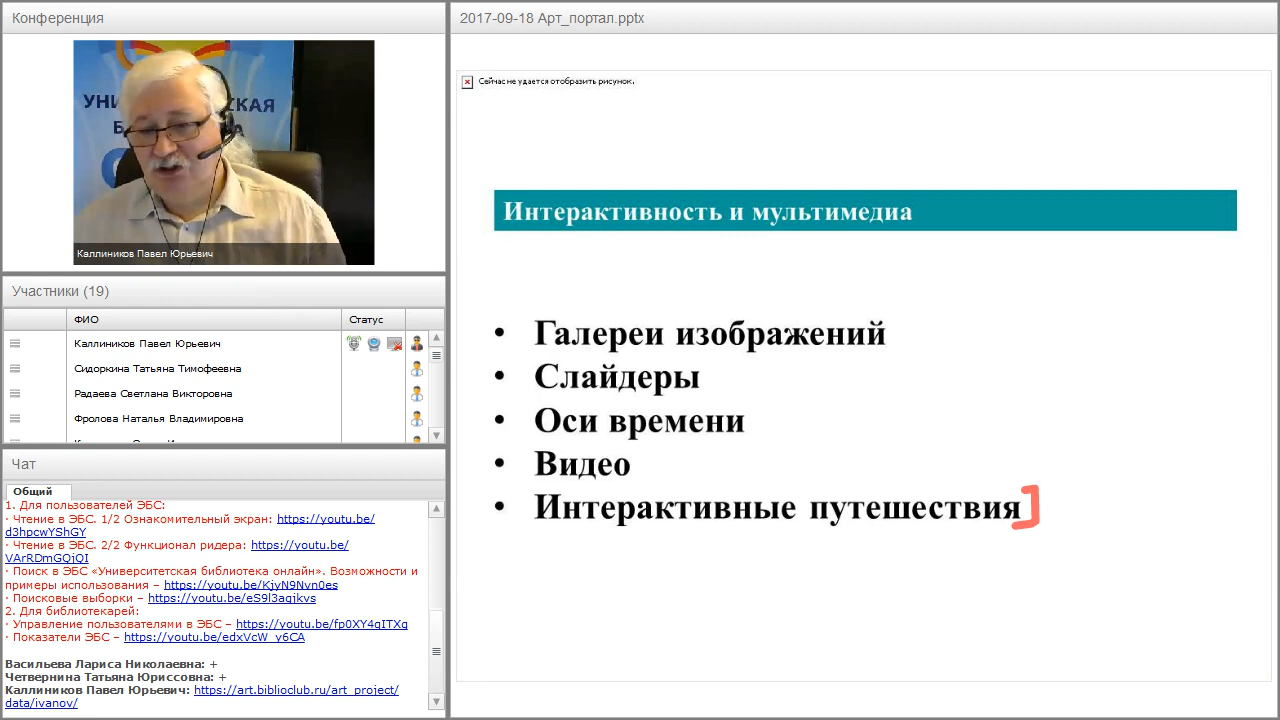 Конференция
УНИ
СКАЯ
Каллиников Павел Юрьевич
Участники (19)
ФИО
Статус
Каллиников Павел Юрьевич
Сидоркина Татьяна Тимофеевна
Радаева Светлана Викторовна
Фролова Наталья Владимировна
Чат
Общий
1. Для пользователей ЭБС:
· Чтение в ЭБС. 1/2 Ознакомительный экран: https://youtu.be/
d3hpcwYShGY
· Чтение в ЭБС. 2/2 Функционал ридера: https://youtu.be/
VArRDmGQjQI
· Поиск в ЭБС «Университетская библиотека онлайн». Возможности и
примеры использования – https://youtu.be/KjyN9Nvn0es
· Поисковые выборки – https://youtu.be/eS9l3aqjkvs
2. Для библиотекарей:
· Управление пользователями в ЭБС – https://youtu.be/fp0XY4qITXg
· Показатели ЭБС – https://youtu.be/edxVcW_y6CA
Васильева Лариса Николаевна: +
Четвернина Татьяна Юриссовна: +
Каллиников Павел Юрьевич: https://art.biblioclub.ru/art_project/
data/ivanov/
2017-09-18 Арт_портал.pptx
Сейчас не удается отобразить рисунок.
Интерактивность и мультимедиа
• Галереи изображений
• Слайдеры
• Оси времени
• Видео
• Интерактивные путешествия